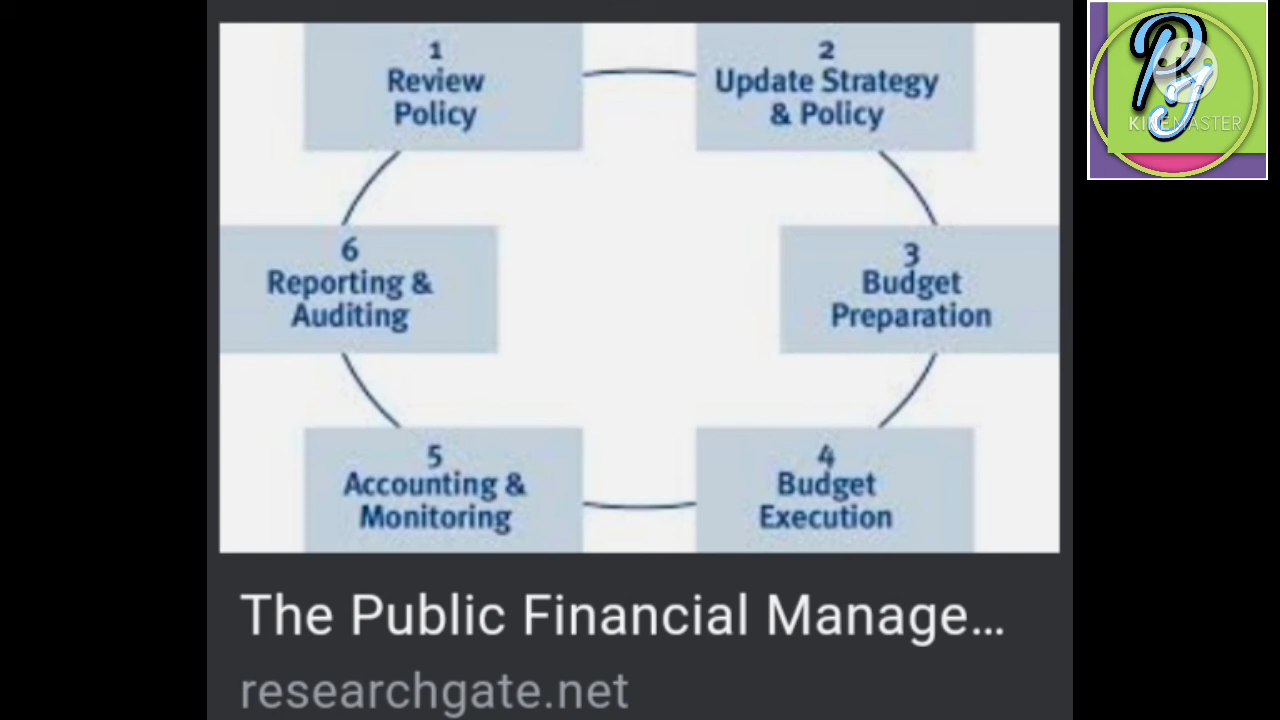 1
Review
Policy
2
Update Strategy
& Policy
3
Budget
Preparation
4
Budget
Execution
5
Accounting &
Monitoring
6
Reporting &
Auditing
The Public Financial Manage...
researchgate.net
Pj
KINEMASTER